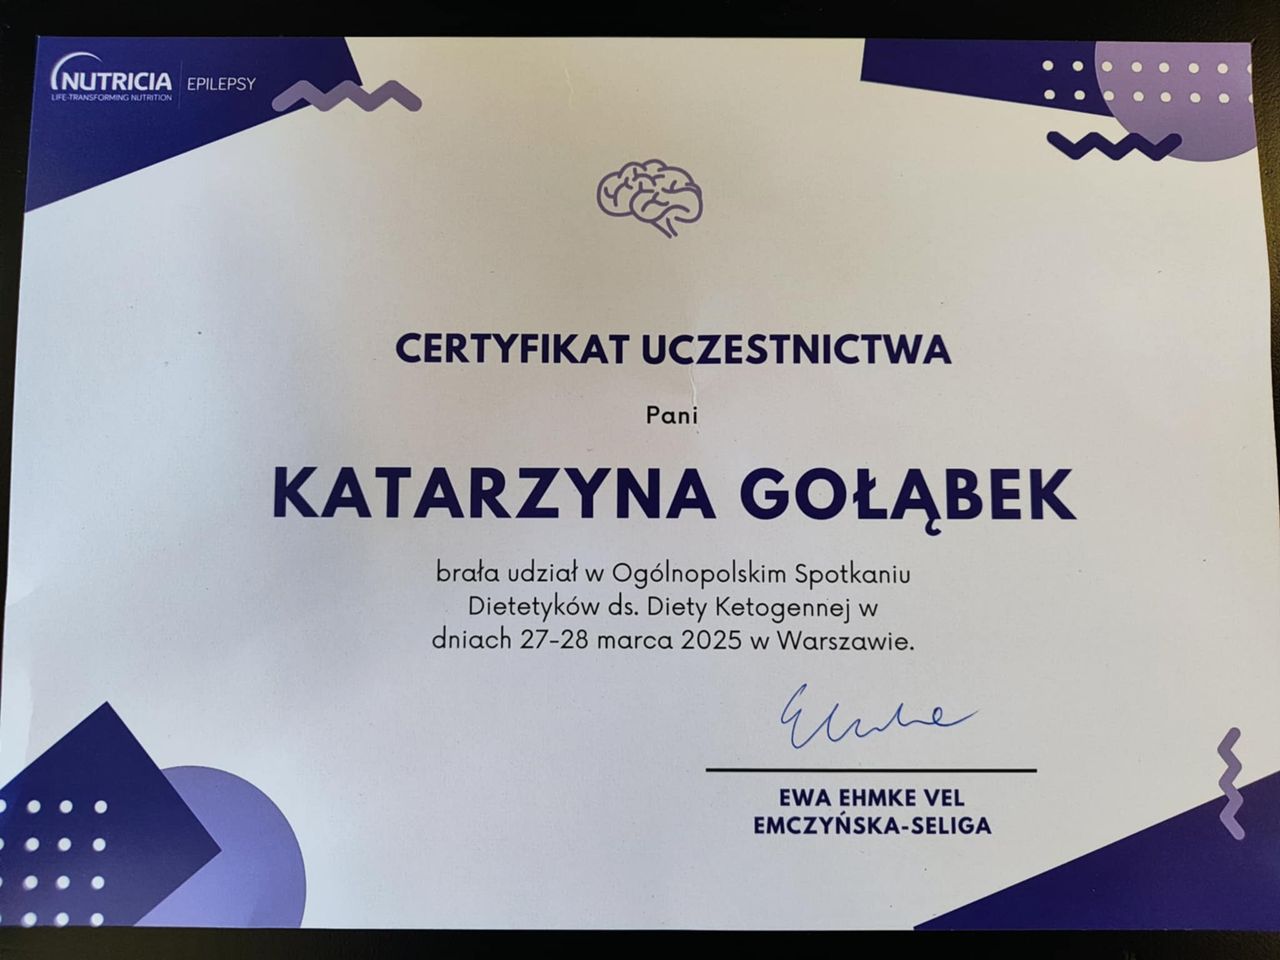 NUTRICIA | EPILEPSY
LIFE-TRANSFORMING NUTRITION
CERTYFIKAT UCZESTNICTWA
Pani
KATARZYNA GOŁĄBEK
brała udział w Ogólnopolskim Spotkaniu
Dietetyków ds. Diety Ketogennej w
dniach 27-28 marca 2025 w Warszawie.
EWA EHMKE VEL
EMCZYŃSKA-SELIGA